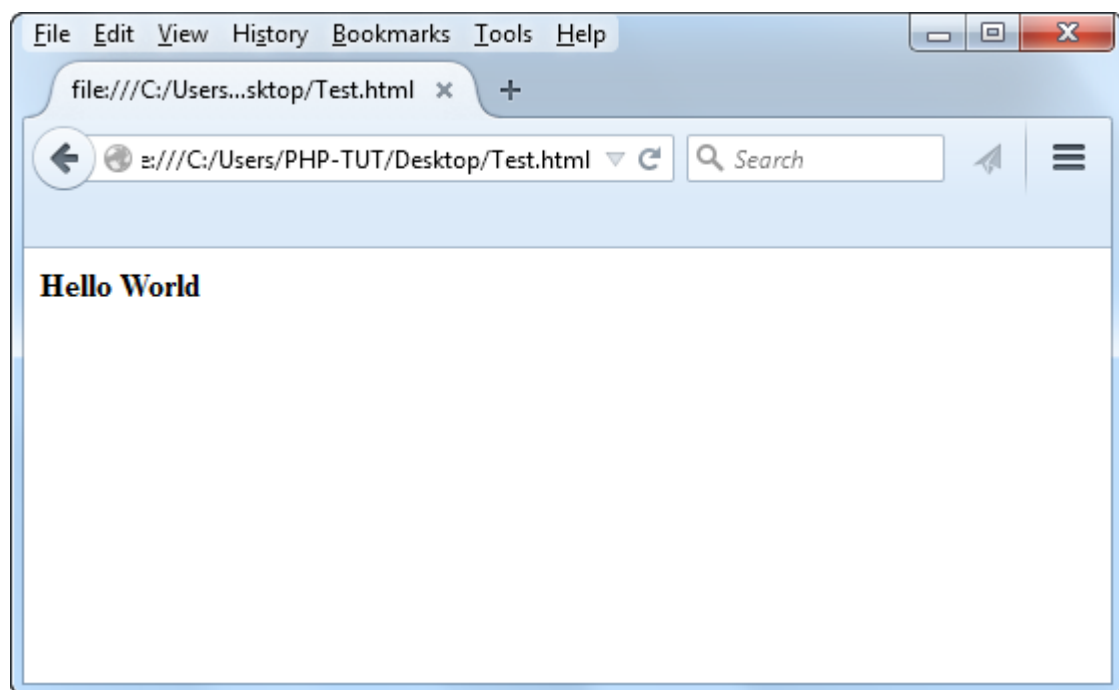 File Edit View History Bookmarks Tools Help
file:///C:/Users...sktop/Test.html
e:///C:/Users/PHP-TUT/Desktop/Test.html Search
Hello World